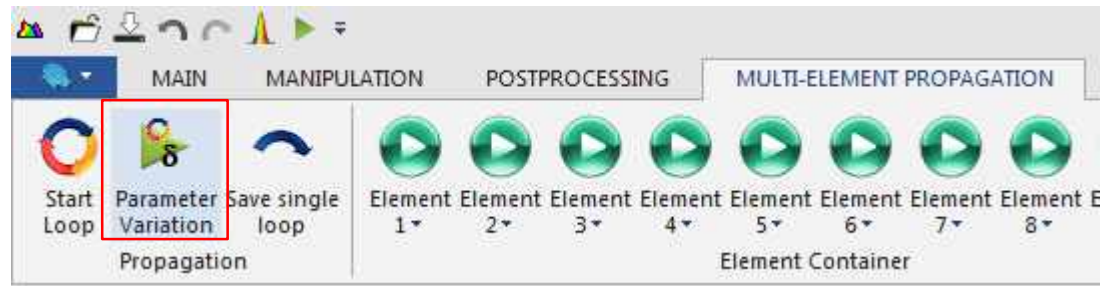 MAIN MANIPULATION POSTPROCESSING MULTI-ELEMENT PROPAGATION
δ
Start Parameter Save single Element Element Element Element Element Element Element Element E
Loop Variation loop 1 2 3 4 5 6 7 8
Propagation Element Container